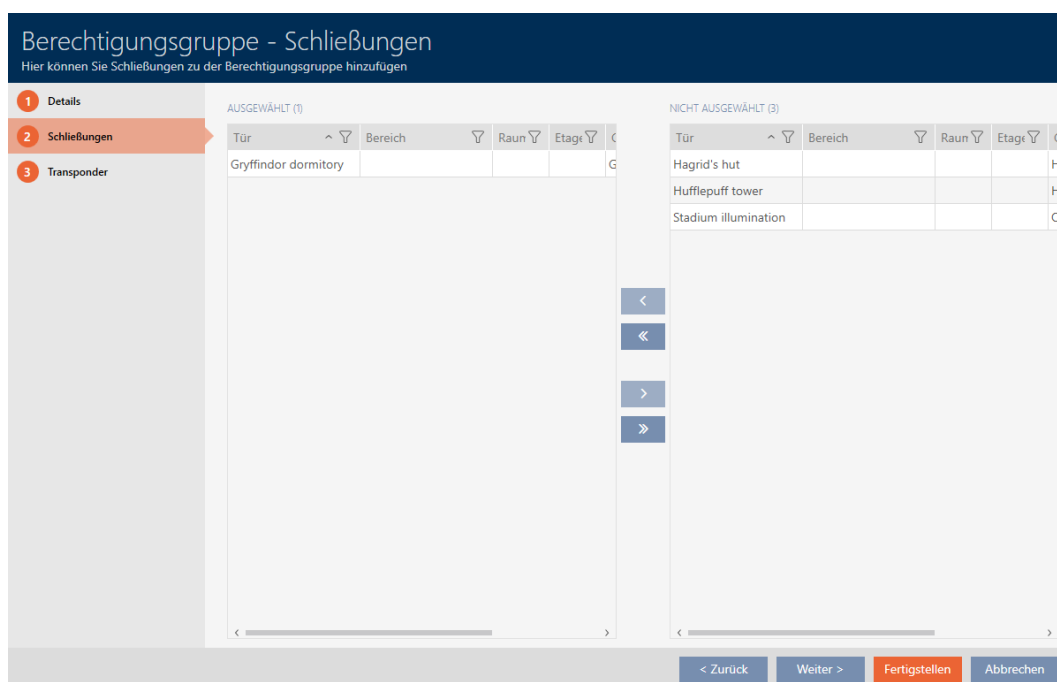 Berechtigungsgruppe - Schließungen
Hier können Sie Schließungen zu der Berechtigungsgruppe hinzufügen
1 Details
2 Schließungen
3 Transponder
AUSGEWÄHLT (1)
Tür Bereich Raum Etage
Gryffindor dormitory G
NICHT AUSGEWÄHLT (3)
Tür Bereich Raum Etage
Hagrid's hut H
Hufflepuff tower H
Stadium illumination
< Zurück Weiter > Fertigstellen Abbrechen